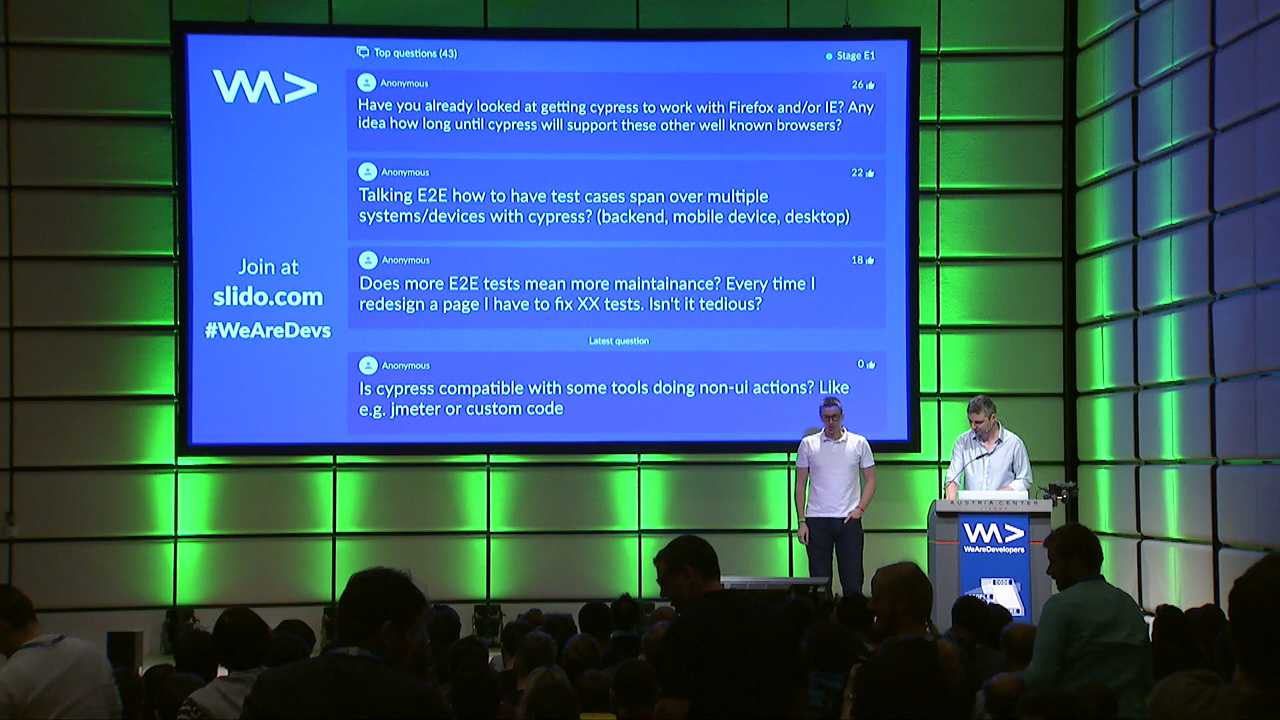 Top questions (43)
Stage E1
WA>
Anonymous
26
Have you already looked at getting cypress to work with Firefox and/or IE? Any
idea how long until cypress will support these other well known browsers?
Anonymous
22
Talking E2E how to have test cases span over multiple
systems/devices with cypress? (backend, mobile device, desktop)
Anonymous
18
Does more E2E tests mean more maintainance? Every time I
redesign a page I have to fix XX tests. Isn't it tedious?
Join at
slido.com
#WeAreDevs
Latest question
Anonymous
0
Is cypress compatible with some tools doing non-ui actions? Like
e.g. jmeter or custom code
AUSTRIA CENTER
WA>
WeAreDevelopers
CODE